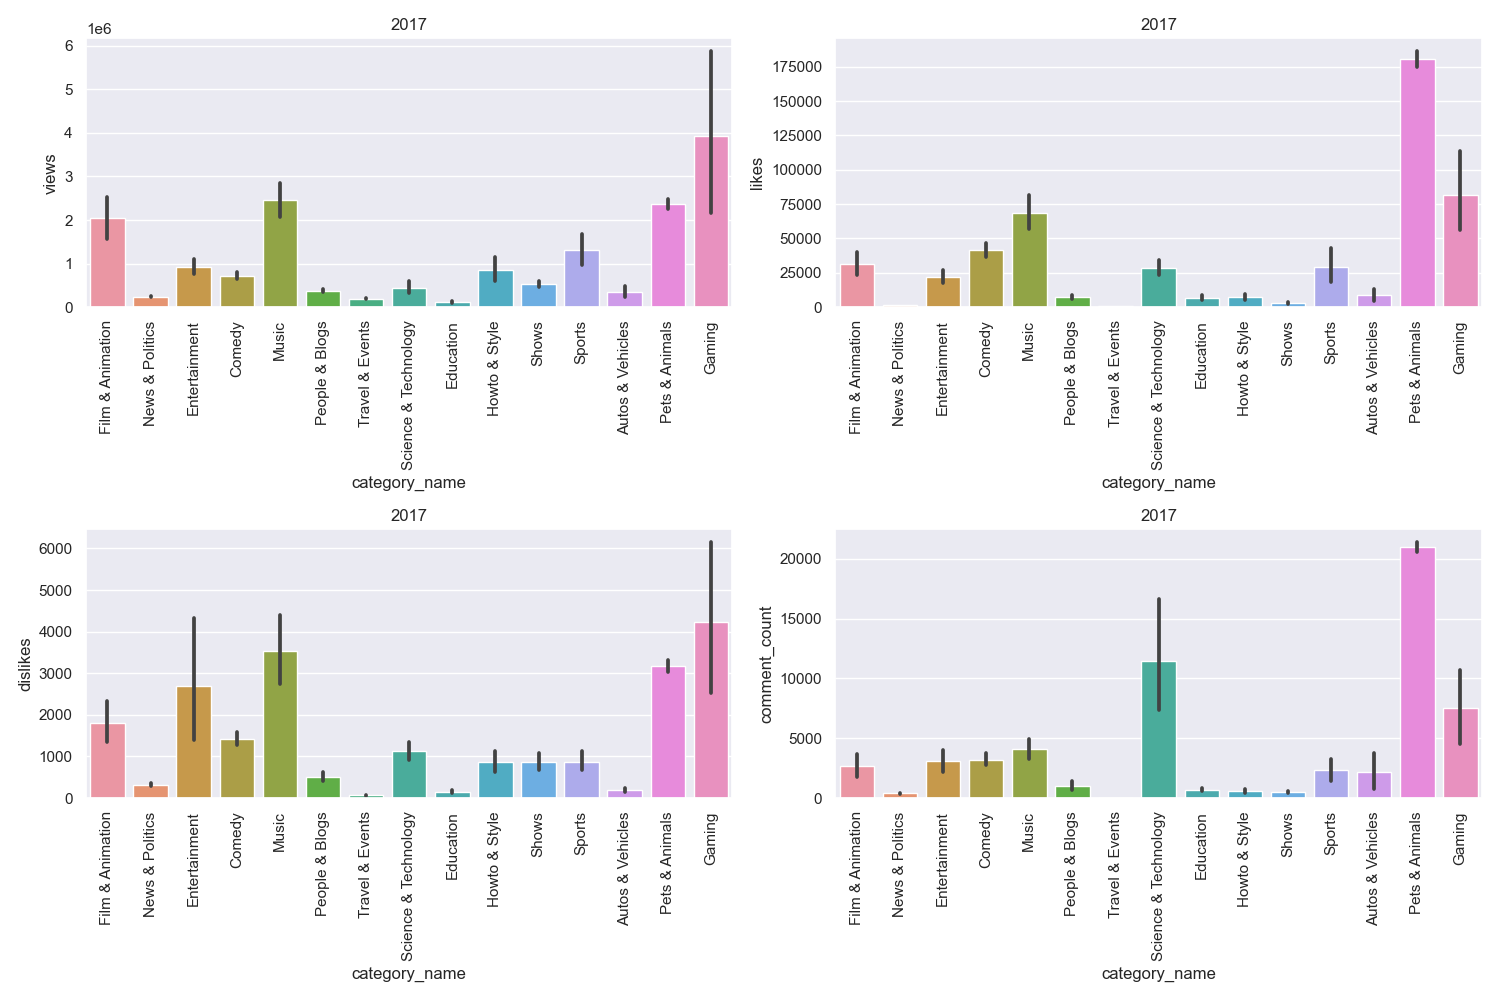 2017
1e6
6
5
4
3
2
1
0
views
Film & Animation
News & Politics
Entertainment
Comedy
Music
People & Blogs
Travel & Events
Science & Technology
Education
Howto & Style
Shows
Sports
Autos & Vehicles
Pets & Animals
Gaming
category_name
2017
175000
150000
125000
100000
75000
50000
25000
0
likes
Film & Animation
News & Politics
Entertainment
Comedy
Music
People & Blogs
Travel & Events
Science & Technology
Education
Howto & Style
Shows
Sports
Autos & Vehicles
Pets & Animals
Gaming
category_name
2017
6000
5000
4000
3000
2000
1000
0
dislikes
Film & Animation
News & Politics
Entertainment
Comedy
Music
People & Blogs
Travel & Events
Science & Technology
Education
Howto & Style
Shows
Sports
Autos & Vehicles
Pets & Animals
Gaming
category_name
2017
20000
15000
10000
5000
0
comment_count
Film & Animation
News & Politics
Entertainment
Comedy
Music
People & Blogs
Travel & Events
Science & Technology
Education
Howto & Style
Shows
Sports
Autos & Vehicles
Pets & Animals
Gaming
category_name